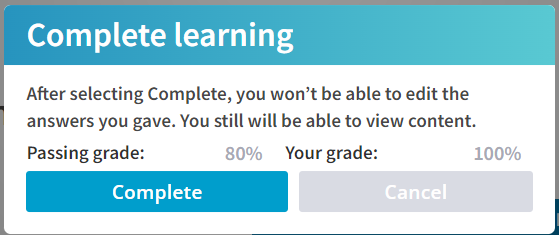 Complete learning
After selecting Complete, you won’t be able to edit the
answers you gave. You still will be able to view content.
Passing grade: 80% Your grade: 100%
Complete Cancel